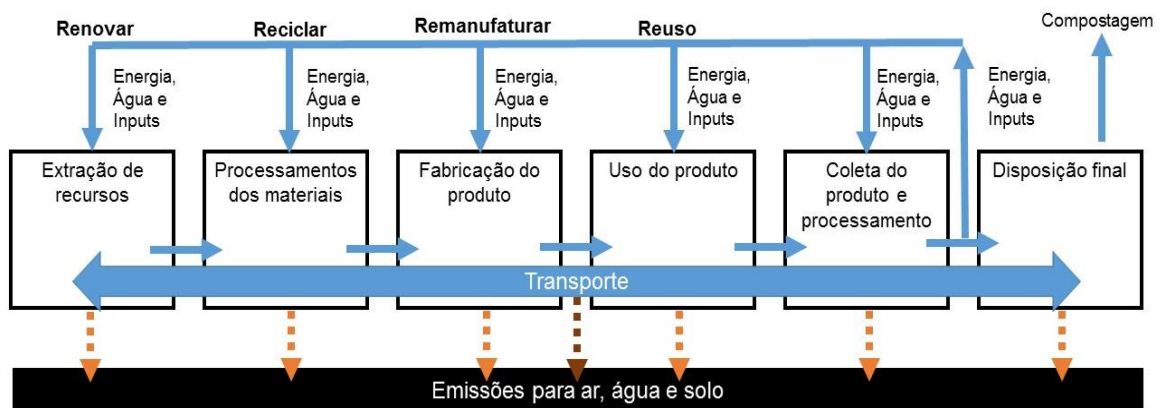 Compostagem
Renovar
Reciclar
Remanufaturar
Reuso
Energia,
Água e
Inputs
Energia,
Água e
Inputs
Energia,
Água e
Inputs
Energia,
Água e
Inputs
Energia,
Água e
Inputs
Energia,
Água e
Inputs
Extração de
recursos
Processamentos
dos materiais
Fabricação do
produto
Uso do produto
Coleta do
produto e
processamento
Disposição final
Transporte
Emissões para ar, água e solo